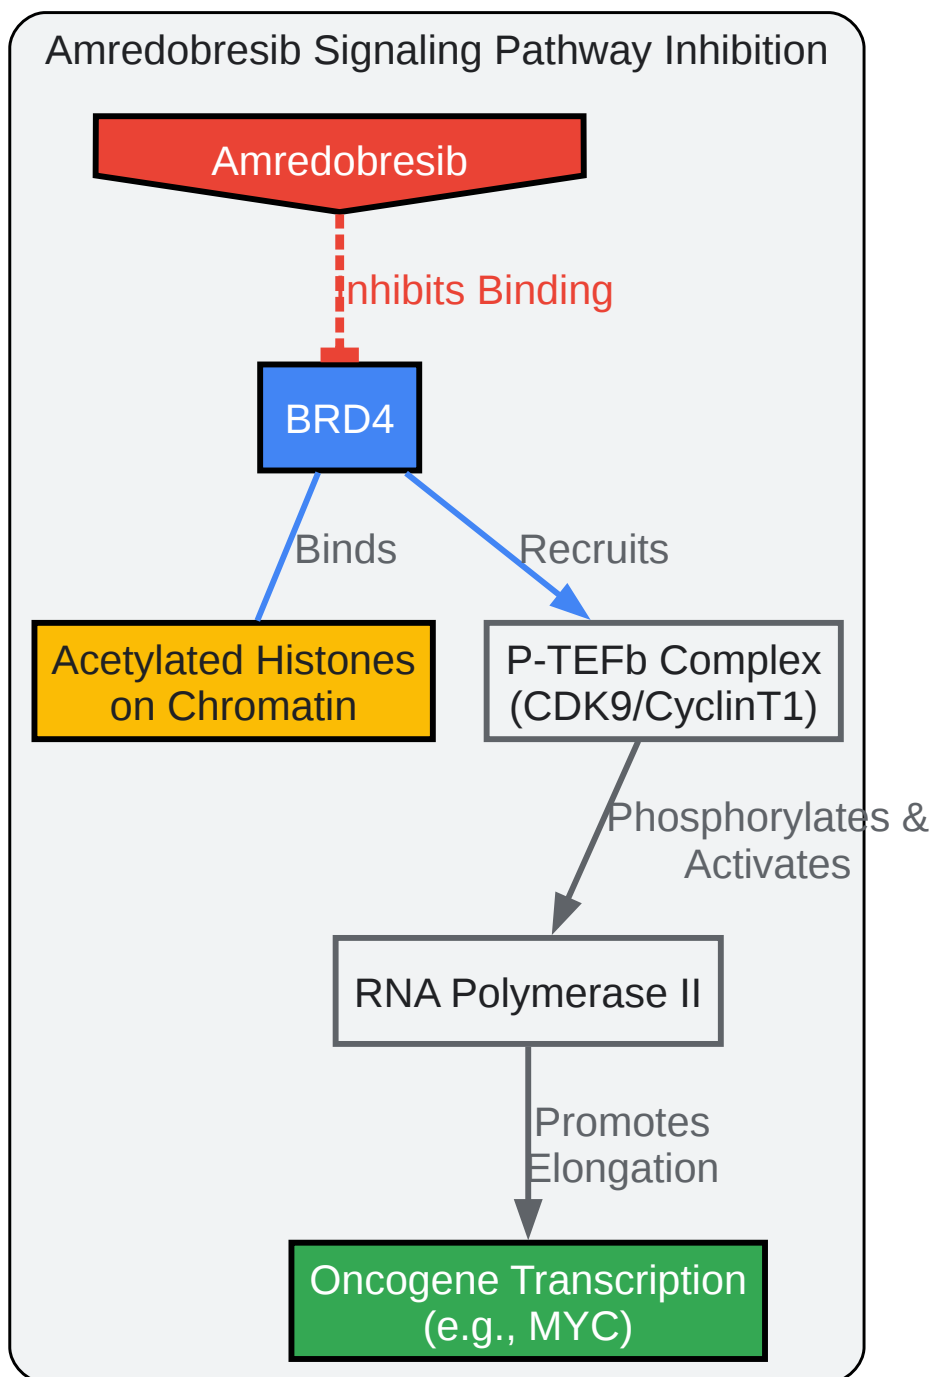 Amredobresib Signaling Pathway Inhibition
Amredobresib
Inhibits Binding
BRD4
Binds
Recruits
Acetylated Histones
on Chromatin
P-TEFb Complex
(CDK9/CyclinT1)
Phosphorylates &
Activates
RNA Polymerase II
Promotes
Elongation
Oncogene Transcription
(e.g., MYC)